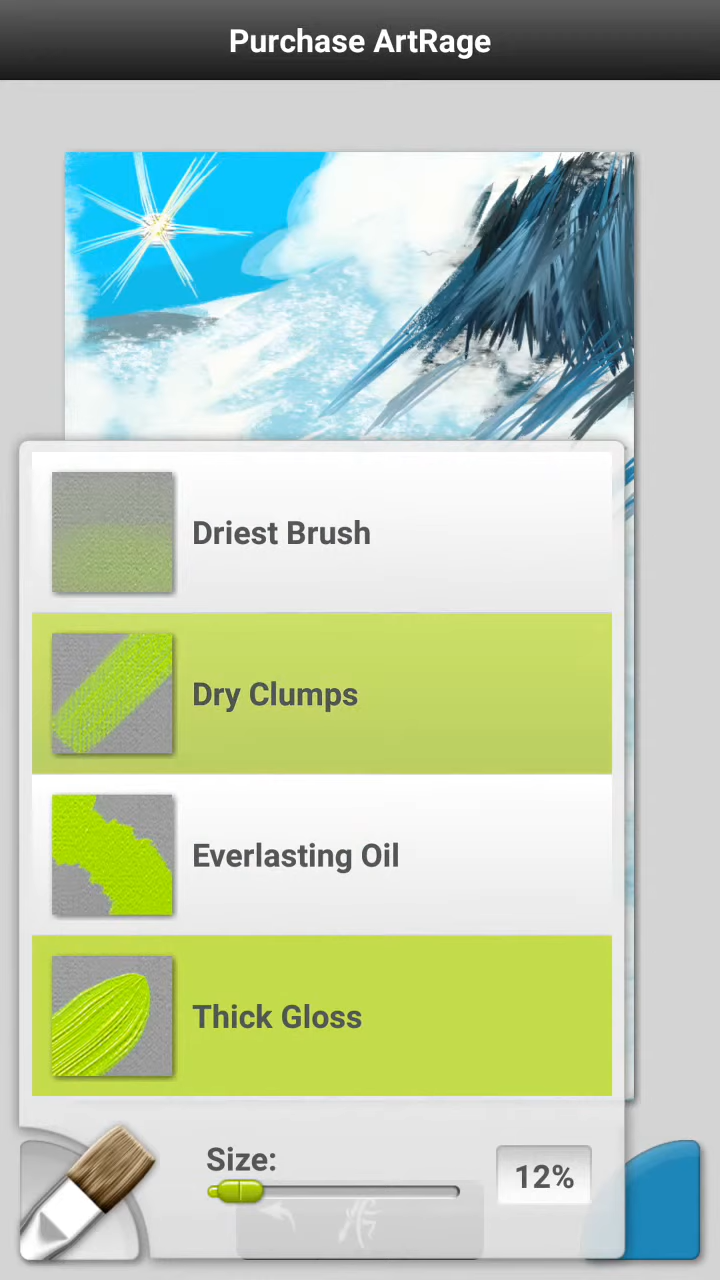 Purchase ArtRage
Driest Brush
Dry Clumps
Everlasting Oil
Thick Gloss
Size:
12%